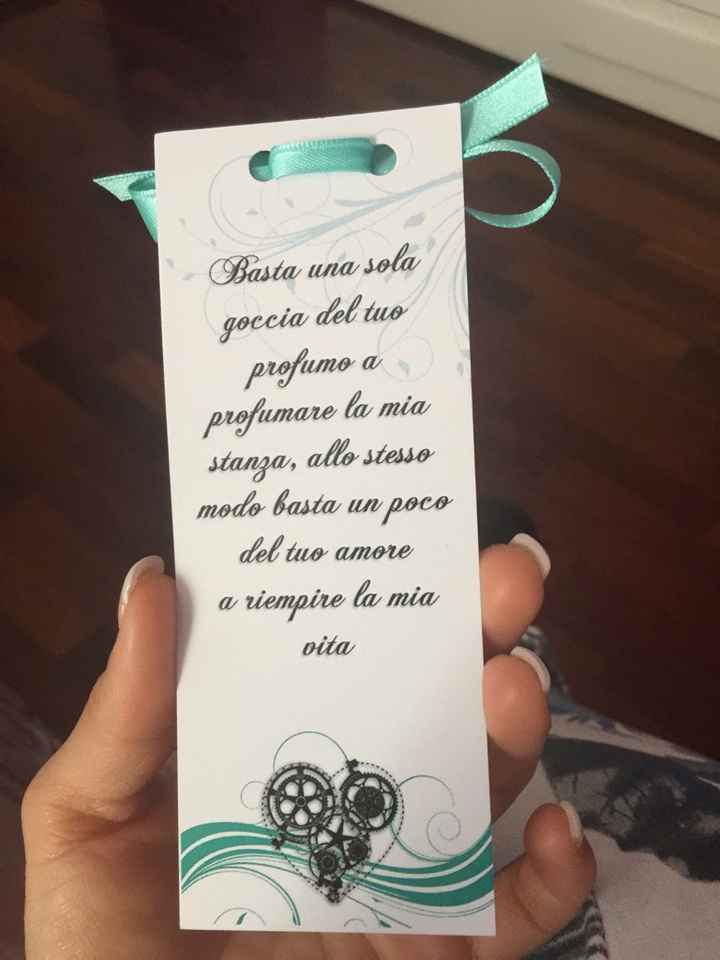 Basta una sola
goccia del tuo
profumo a
profumare la mia
stanza, allo stesso
modo basta un poco
del tuo amore
a riempire la mia
vita